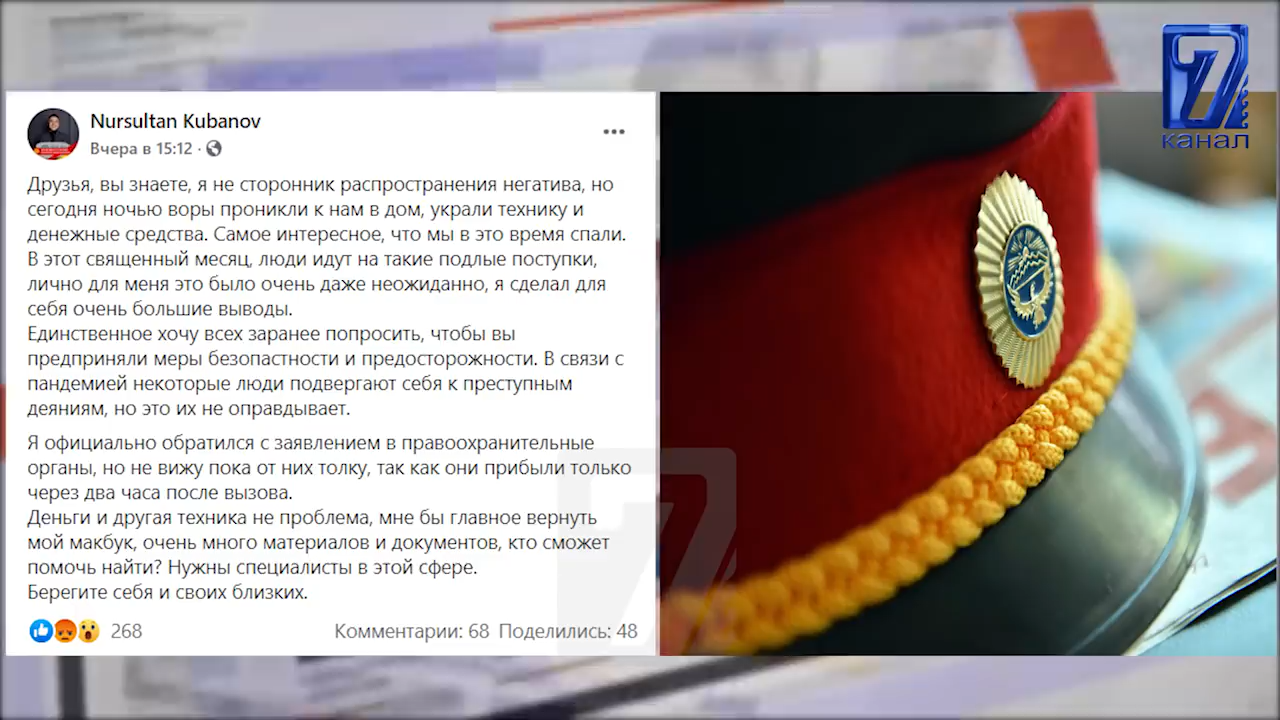 Nursultan Kubanov
Вчера в 15:12 ·
Друзья, вы знаете, я не сторонник распространения негатива, но
сегодня ночью воры проникли к нам в дом, украли технику и
денежные средства. Самое интересное, что мы в это время спали.
В этот священный месяц, люди идут на такие подлые поступки,
лично для меня это было очень даже неожиданно, я сделал для
себя очень большие выводы.
Единственное хочу всех заранее попросить, чтобы вы
предприняли меры безопастности и предосторожности. В связи с
пандемией некоторые люди подвергают себя к преступным
деяниям, но это их не оправдывает.
Я официально обратился с заявлением в правоохранительные
органы, но не вижу пока от них толку, так как они прибыли только
через два часа после вызова.
Деньги и другая техника не проблема, мне бы главное вернуть
мой макбук, очень много материалов и документов, кто сможет
помочь найти? Нужны специалисты в этой сфере.
Берегите себя и своих близких.
268 Комментарии: 68 Поделились: 48
7
канал
7